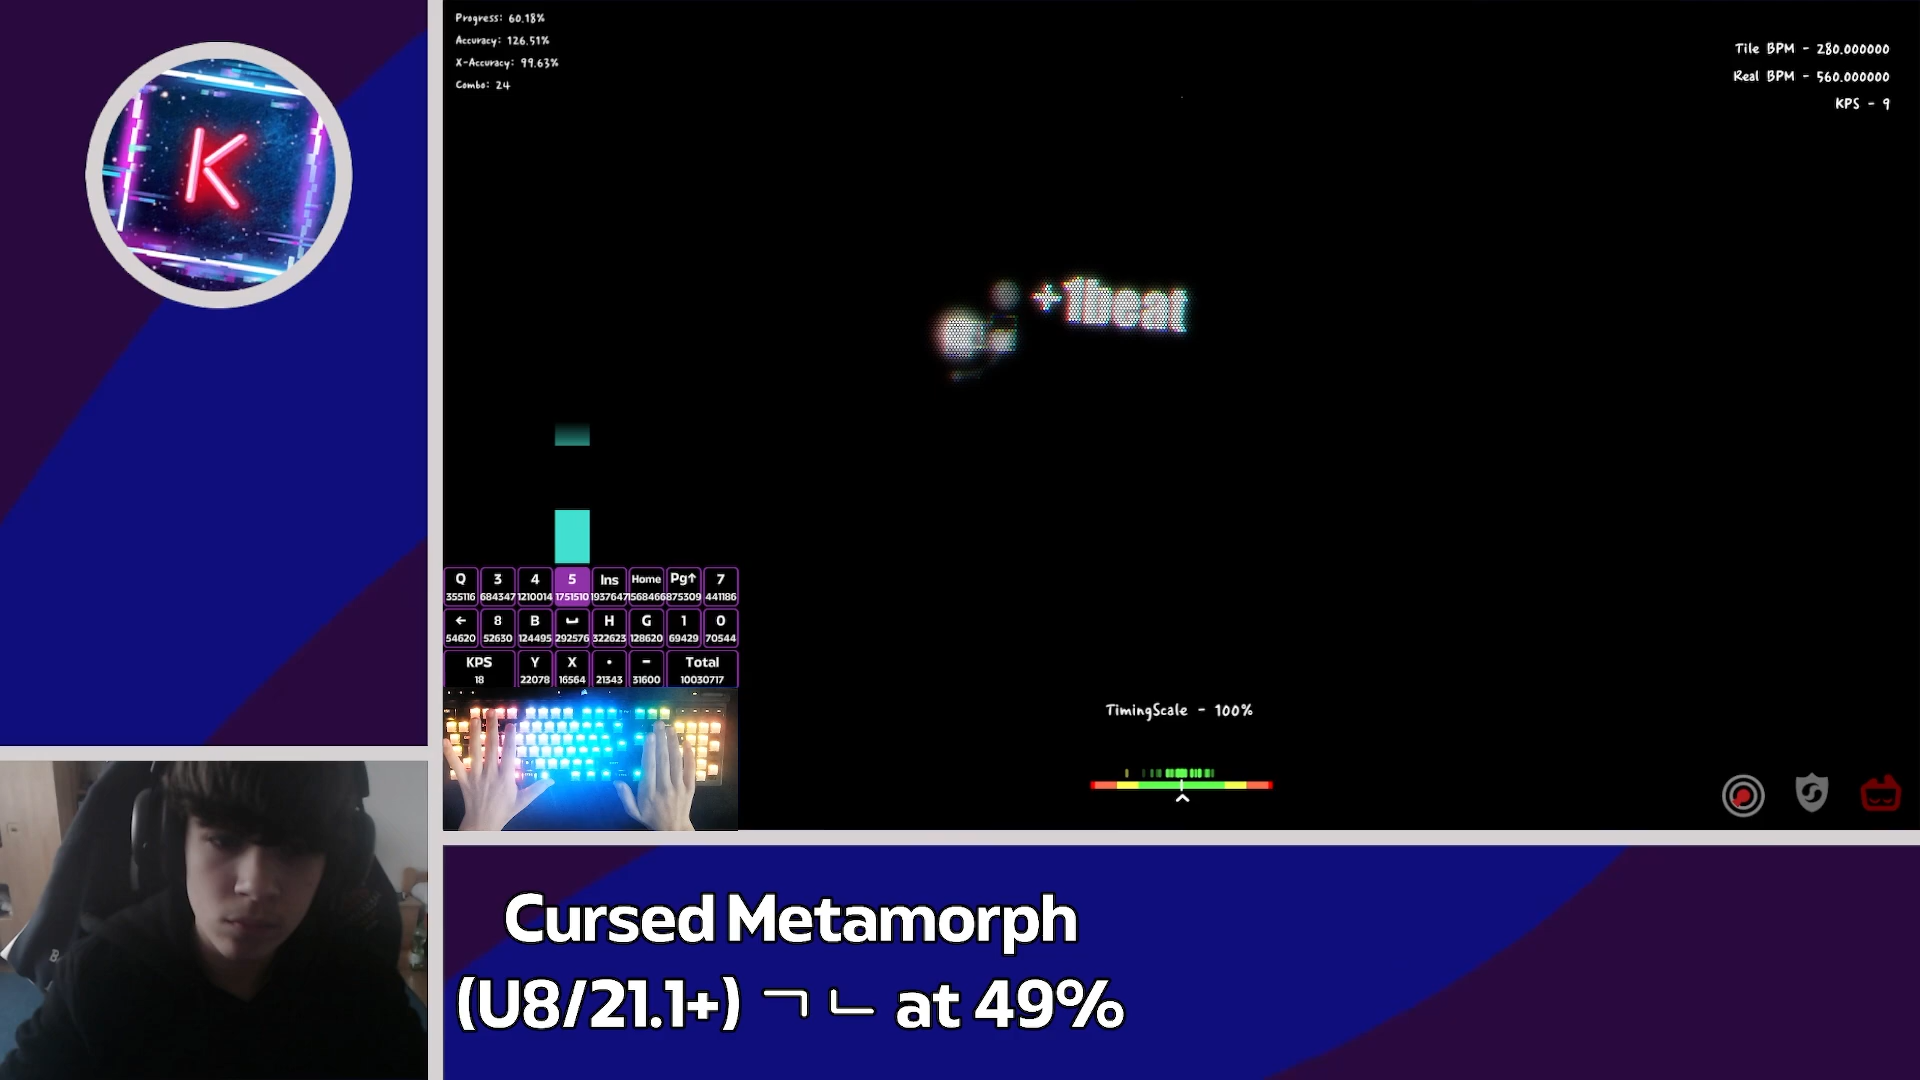 K
Progress: 60.18%
Accuracy: 126.51%
X-Accuracy: 99.63%
Combo: 24
Tile BPM - 280.000000
Real BPM - 560.000000
KPS - 9
+1beat
Q 3 4 5 Ins Home Pg↑ 7
355116 684347 1210014 1751510 1937647 1568466 875309 441186
← 8 B ⌴ H G 1 0
54620 52630 124495 292576 322623 128620 69429 70544
KPS Y X • - Total
18 22078 16564 21343 31600 10030717
TimingScale - 100%
Cursed Metamorph
(U8/21.1+) ㄱㄴ at 49%